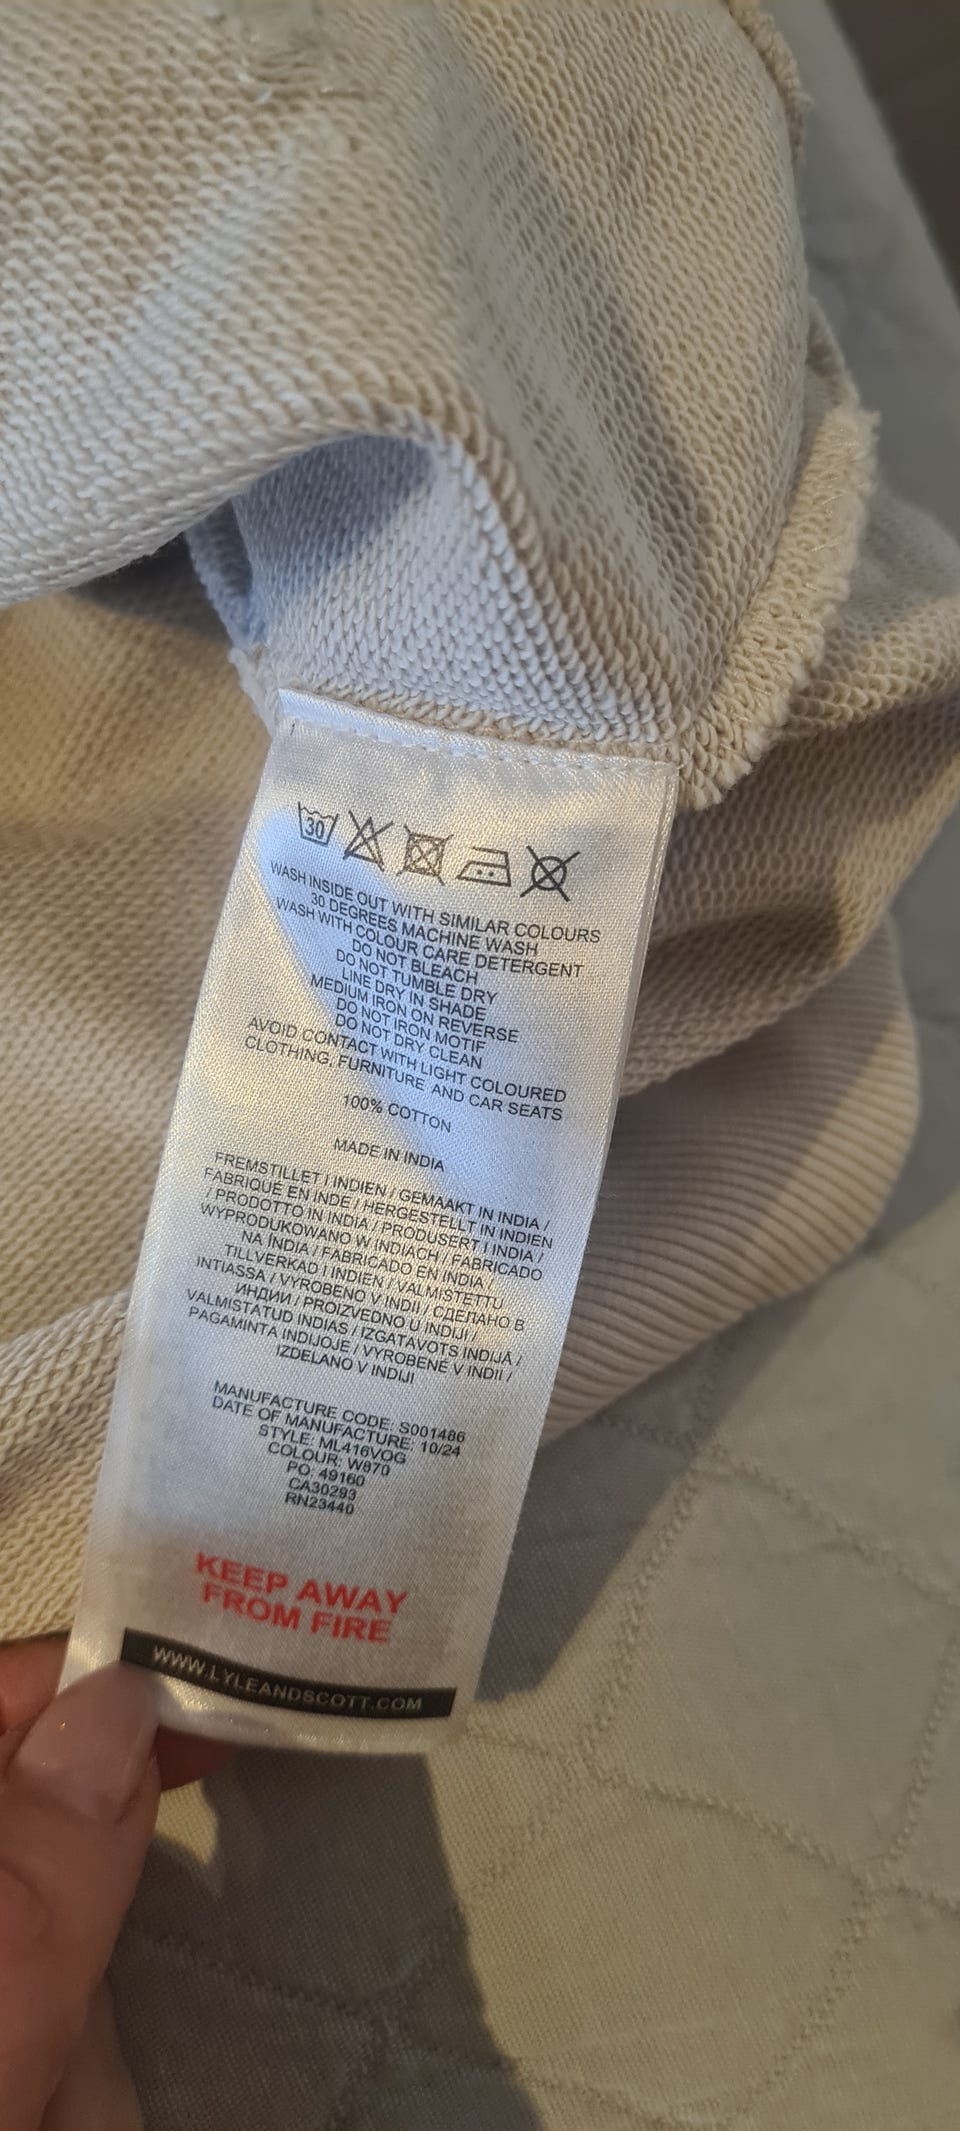 30
WASH INSIDE OUT WITH SIMILAR COLOURS
30 DEGREES MACHINE WASH
WASH WITH COLOUR CARE DETERGENT
DO NOT BLEACH
DO NOT TUMBLE DRY
LINE DRY IN SHADE
MEDIUM IRON ON REVERSE
DO NOT IRON MOTIF
DO NOT DRY CLEAN
AVOID CONTACT WITH LIGHT COLOURED
CLOTHING, FURNITURE AND CAR SEATS
100% COTTON
MADE IN INDIA
FREMSTILLET I INDIEN / GEMAAKT IN INDIA /
FABRIQUÉ EN INDE / HERGESTELLT IN INDIEN
/ PRODOTTO IN INDIA / PRODUSERT I INDIA /
WYPRODUKOWANO W INDIACH / FABRICADO
NA ÍNDIA / FABRICADO EN INDIA /
TILLVERKAD I INDIEN / VALMISTETTU
INTIASSA / VYROBENO V INDII / СДЕЛАНО В
ИНДИИ / PROIZVEDNO U INDIJI /
VALMISTATUD INDIAS / IZGATAVOTS INDIJĀ /
PAGAMINTA INDIJOJE / VYROBENÉ V INDII /
IZDELANO V INDIJI
MANUFACTURE CODE: S001486
DATE OF MANUFACTURE: 10/24
STYLE: ML416VOG
COLOUR: W870
PO: 49160
CA30293
RN23440
KEEP AWAY
FROM FIRE
WWW.LYLEANDSCOTT.COM